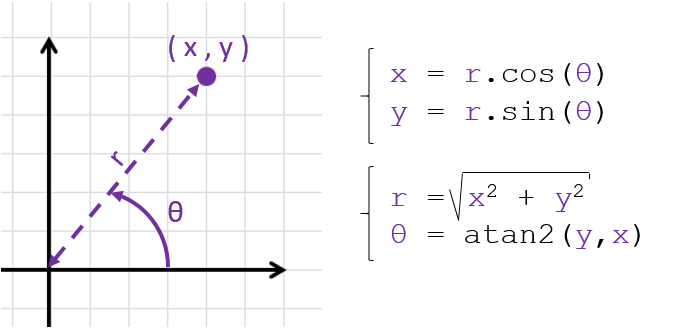 ( x , y )
r
θ
x = r.cos(θ)
y = r.sin(θ)
r =√x² + y²
θ = atan2(y,x)